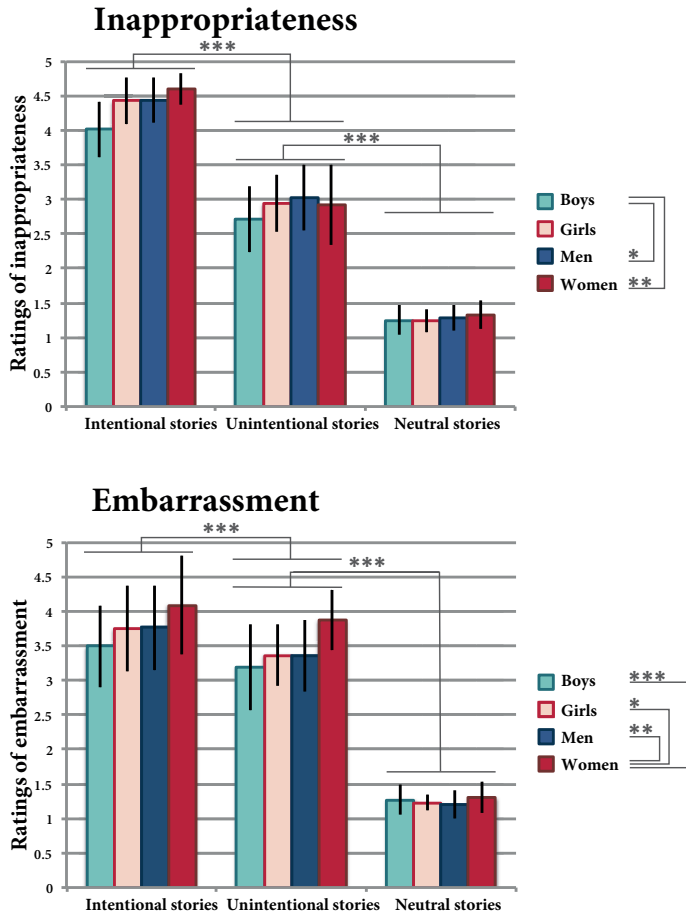 Inappropriateness
***
5
4.5
4
***
3.5
3
2.5
2
1.5
1
0.5
0
Ratings of inappropriateness
Intentional stories Unintentional stories Neutral stories
Boys
Girls
Men *
Women **
Embarrassment
***
5
***
4.5
4
3.5
3
2.5
2
1.5
1
0.5
0
Ratings of embarrassment
Intentional stories Unintentional stories Neutral stories
Boys ***
Girls *
Men **
Women